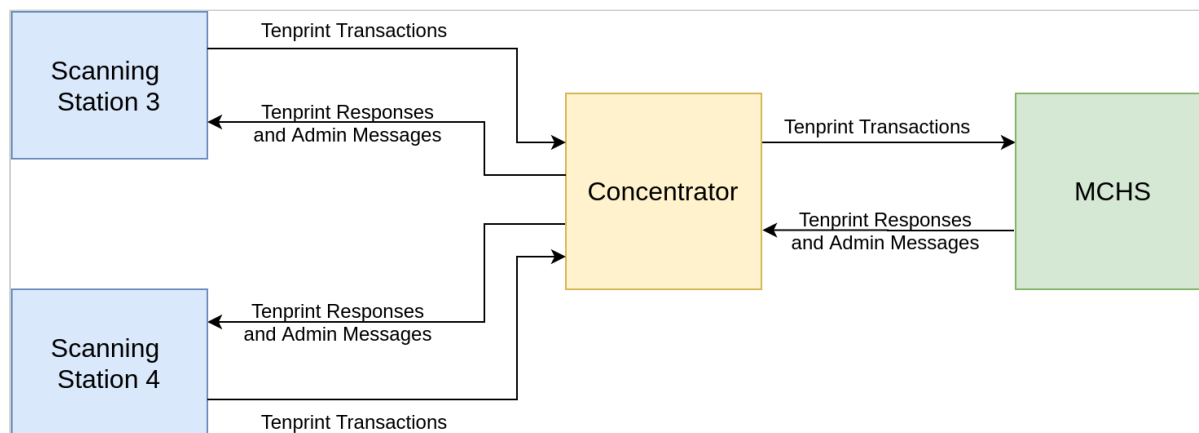 Tenprint Transactions
Scanning
Station 3
Tenprint Responses
and Admin Messages
Tenprint Transactions
Concentrator
MCHS
Tenprint Responses
and Admin Messages
Tenprint Responses
and Admin Messages
Scanning
Station 4
Tenprint Transactions